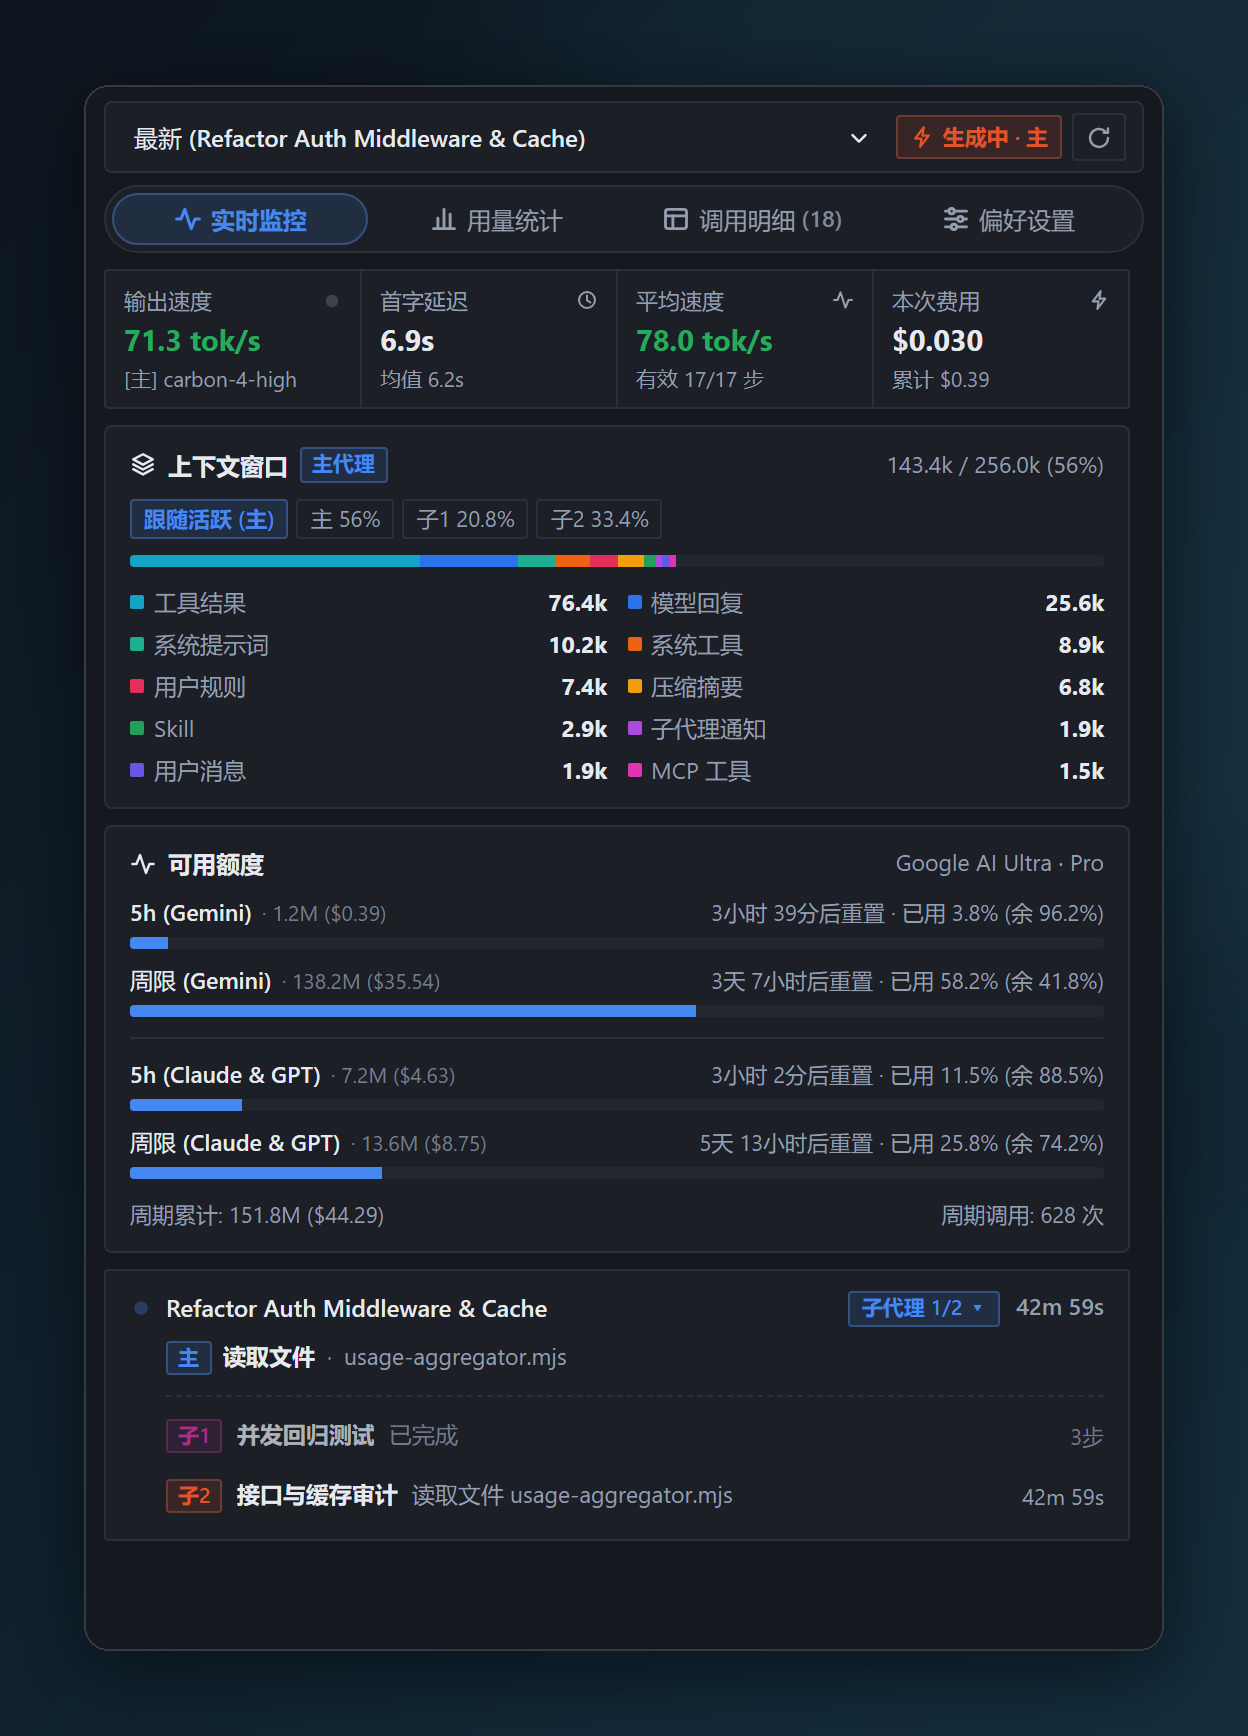 最新 (Refactor Auth Middleware & Cache)
生成中 · 主
实时监控
用量统计
调用明细 (18)
偏好设置
输出速度
71.3 tok/s
[主] carbon-4-high
首字延迟
6.9s
均值 6.2s
平均速度
78.0 tok/s
有效 17/17 步
本次费用
$0.030
累计 $0.39
上下文窗口 主代理 143.4k / 256.0k (56%)
跟随活跃 (主) 主 56% 子1 20.8% 子2 33.4%
工具结果 76.4k 模型回复 25.6k
系统提示词 10.2k 系统工具 8.9k
用户规则 7.4k 压缩摘要 6.8k
Skill 2.9k 子代理通知 1.9k
用户消息 1.9k MCP 工具 1.5k
可用额度 Google AI Ultra · Pro
5h (Gemini) · 1.2M ($0.39) 3小时 39分后重置 · 已用 3.8% (余 96.2%)
周限 (Gemini) · 138.2M ($35.54) 3天 7小时后重置 · 已用 58.2% (余 41.8%)
5h (Claude & GPT) · 7.2M ($4.63) 3小时 2分后重置 · 已用 11.5% (余 88.5%)
周限 (Claude & GPT) · 13.6M ($8.75) 5天 13小时后重置 · 已用 25.8% (余 74.2%)
周期累计: 151.8M ($44.29) 周期调用: 628 次
Refactor Auth Middleware & Cache 子代理 1/2 ▾ 42m 59s
主 读取文件 · usage-aggregator.mjs
子1 并发回归测试 已完成 3步
子2 接口与缓存审计 读取文件 usage-aggregator.mjs 42m 59s